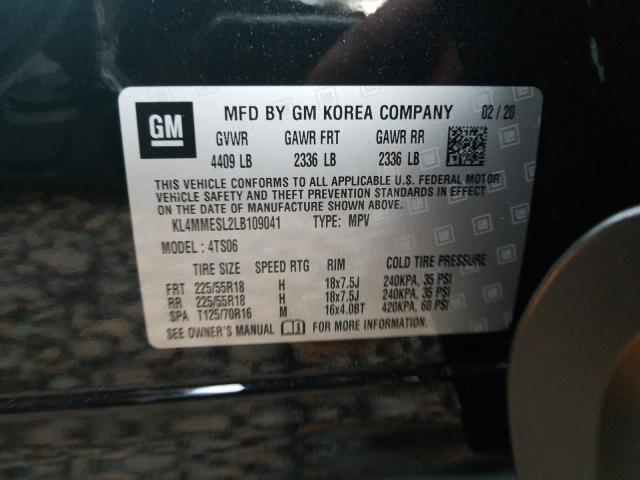 GM MFD BY GM KOREA COMPANY 02/20
GVWR GAWR FRT GAWR RR
4409 LB 2336 LB 2336 LB
THIS VEHICLE CONFORMS TO ALL APPLICABLE U.S. FEDERAL MOTOR
VEHICLE SAFETY AND THEFT PREVENTION STANDARDS IN EFFECT
ON THE DATE OF MANUFACTURE SHOWN ABOVE.
KL4MMESL2LB109041 TYPE: MPV
MODEL: 4TS06
TIRE SIZE SPEED RTG RIM COLD TIRE PRESSURE
FRT 225/55R18 H 18x7.5J 240KPA, 35 PSI
RR 225/55R18 H 18x7.5J 240KPA, 35 PSI
SPA T125/70R16 M 16x4.0BT 420KPA, 60 PSI
SEE OWNER'S MANUAL FOR MORE INFORMATION.